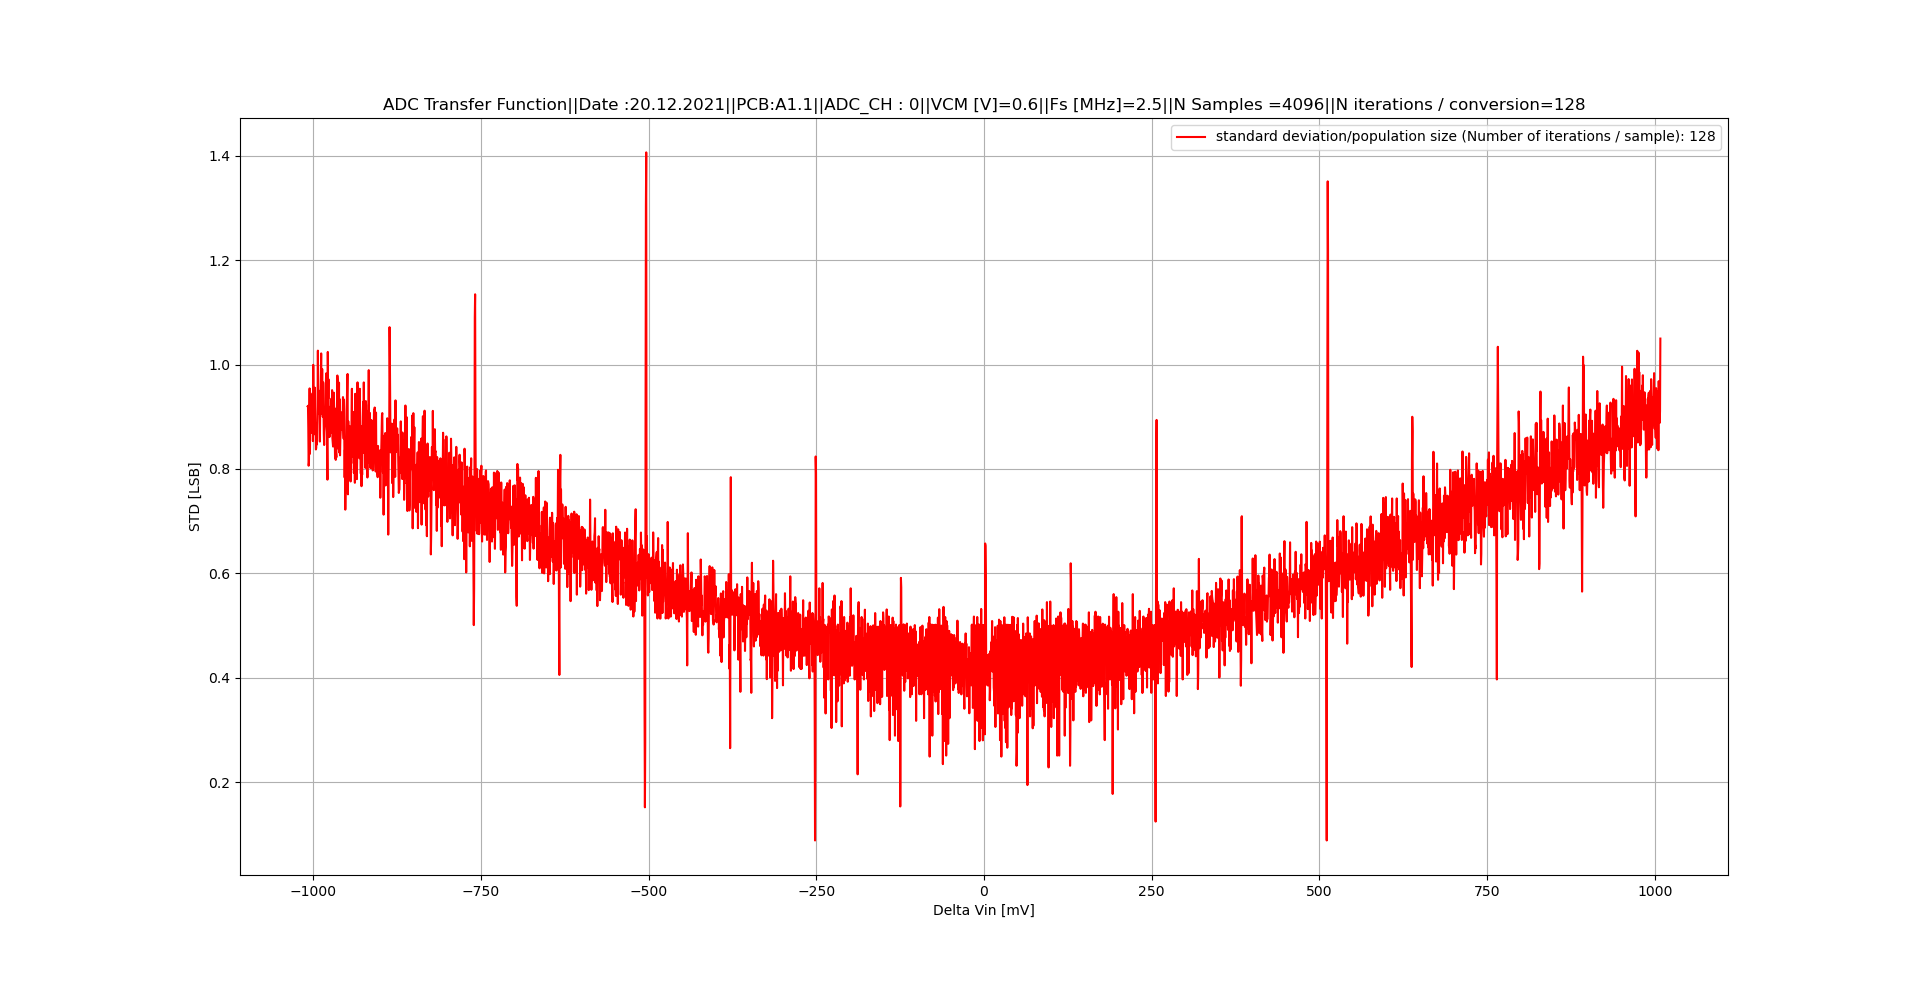 ADC Transfer Function||Date :20.12.2021||PCB:A1.1||ADC_CH : 0||VCM [V]=0.6||Fs [MHz]=2.5||N Samples =4096||N iterations / conversion=128
standard deviation/population size (Number of iterations / sample): 128
1.4
1.2
1.0
0.8
0.6
0.4
0.2
STD [LSB]
−1000 −750 −500 −250 0 250 500 750 1000
Delta Vin [mV]